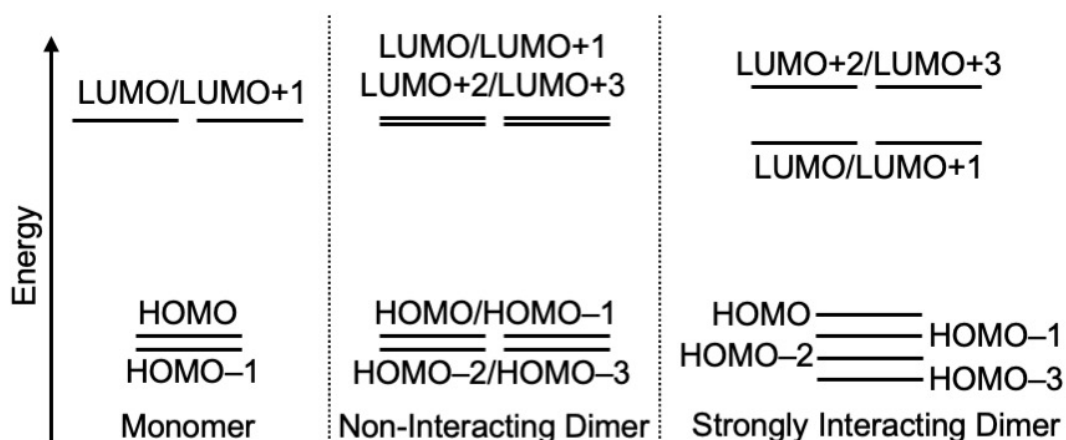 Energy
LUMO/LUMO+1
HOMO
HOMO–1
Monomer
LUMO/LUMO+1
LUMO+2/LUMO+3
HOMO/HOMO–1
HOMO–2/HOMO–3
Non-Interacting Dimer
LUMO+2/LUMO+3
LUMO/LUMO+1
HOMO
HOMO–1
HOMO–2
HOMO–3
Strongly Interacting Dimer